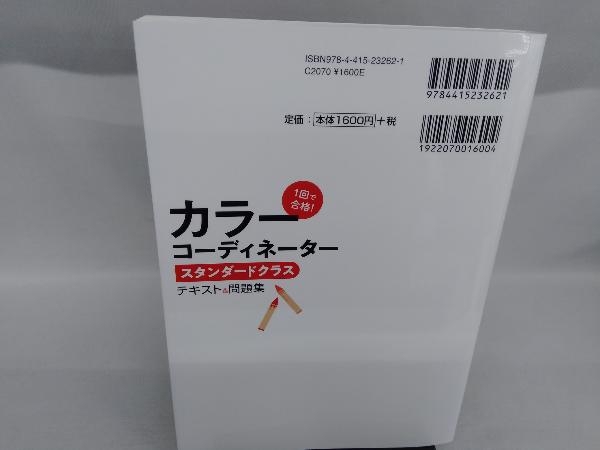 ISBN978-4-415-23262-1
C2070 ¥1600E
9784415232621
定価：本体1600円+税
1922070016004
1回で
合格！
カラー
コーディネーター
スタンダードクラス
テキスト&問題集